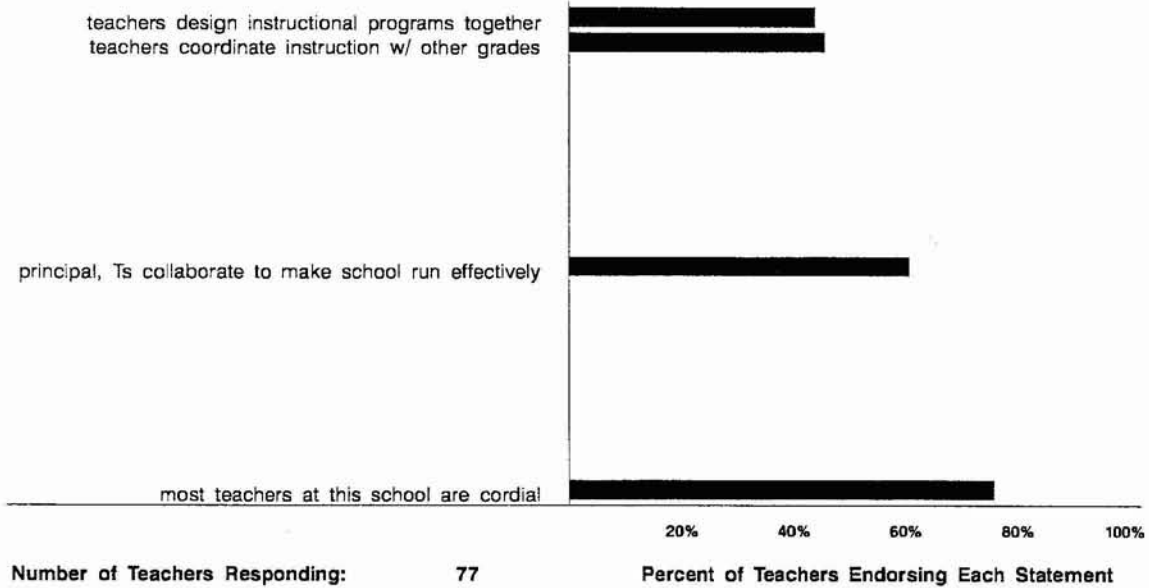 teachers design instructional programs together
teachers coordinate instruction w/ other grades
principal, Ts collaborate to make school run effectively
most teachers at this school are cordial
20% 40% 60% 80% 100%
Number of Teachers Responding: 77 Percent of Teachers Endorsing Each Statement